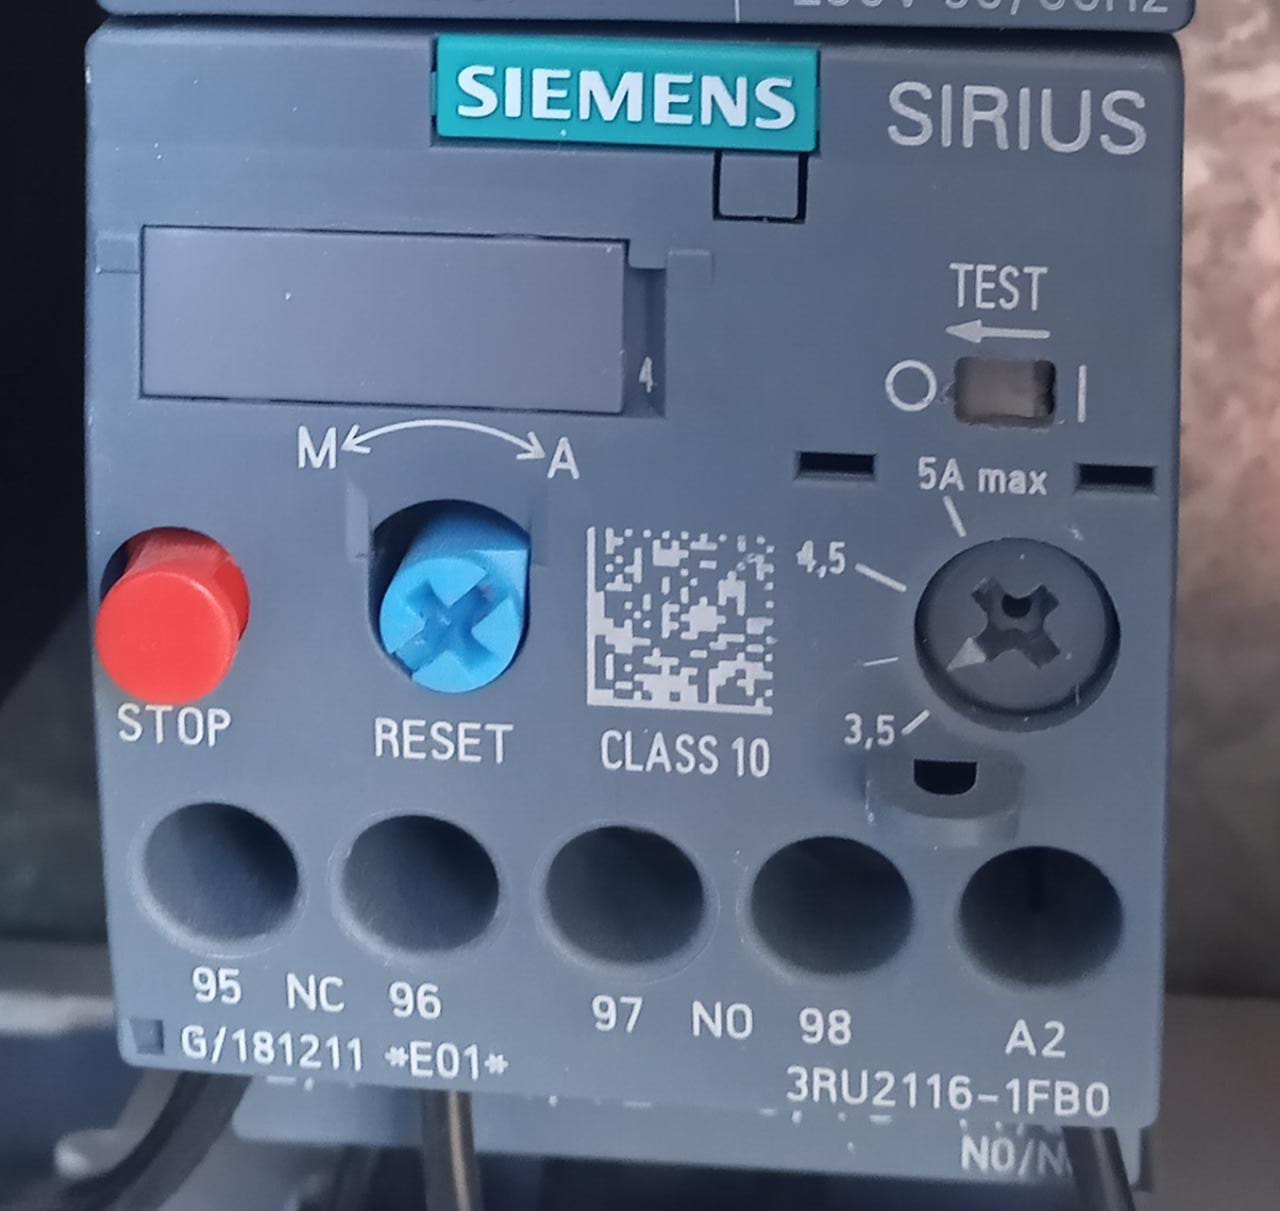 SIEMENS
SIRIUS
TEST
4
O I
M A
5A max
4,5
3,5
STOP
RESET
CLASS 10
95 NC 96
97 NO 98
A2
G/181211 *E01*
3RU2116-1FB0